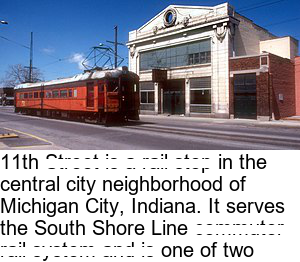 11th Street is a rail stop in the
central city neighborhood of
Michigan City, Indiana. It serves
the South Shore Line commuter
rail system and is one of two